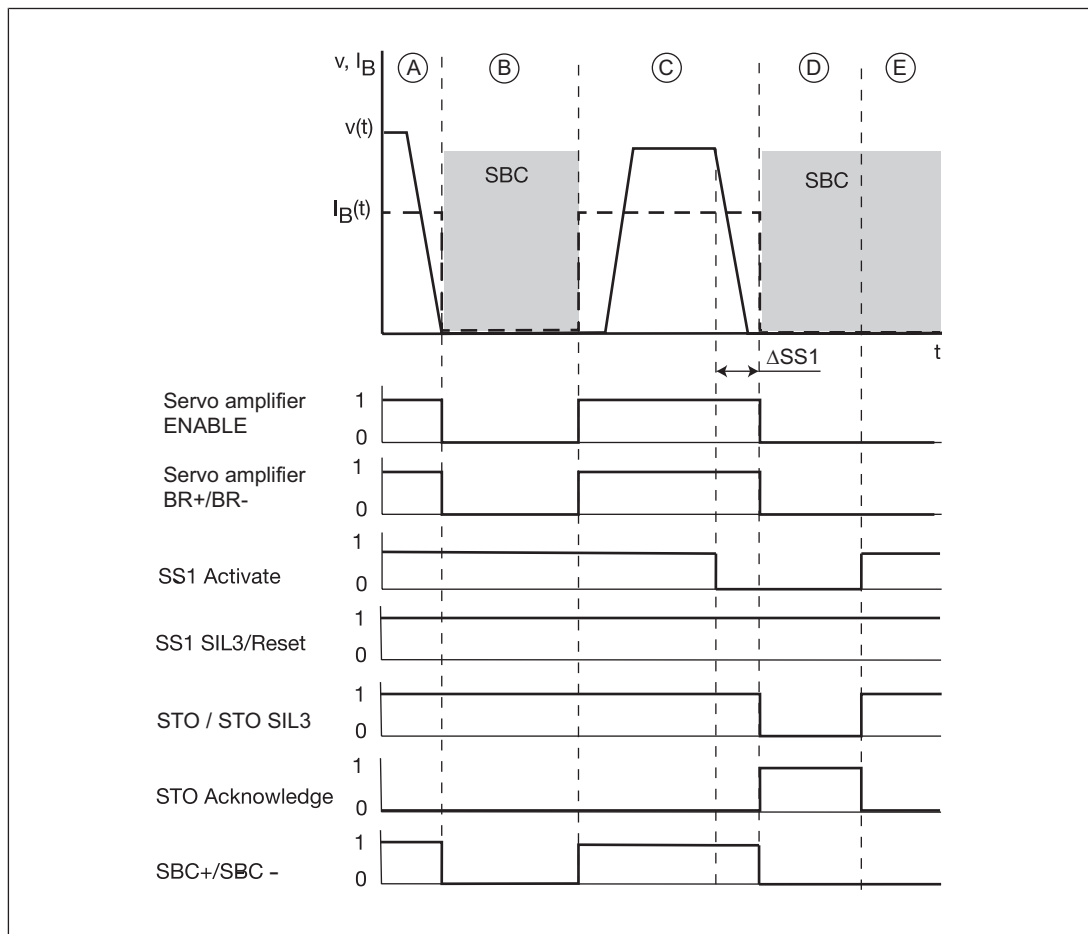 v, I_B
A B C D E
v(t)
SBC SBC
I_B(t)
t
ΔSS1
Servo amplifier
ENABLE
1
0
Servo amplifier
BR+/BR-
1
0
SS1 Activate
1
0
SS1 SIL3/Reset
1
0
STO / STO SIL3
1
0
STO Acknowledge
1
0
SBC+/SBC -
1
0